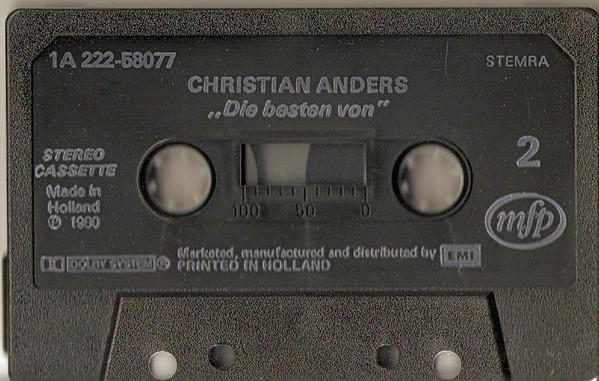 1A 222-58077
STEMRA
CHRISTIAN ANDERS
„Die besten von”
STEREO
CASSETTE
2
Made in
Holland
℗ 1980
100 50 0
mfp
DOLBY SYSTEM ®
Marketed, manufactured and distributed by EMI
PRINTED IN HOLLAND